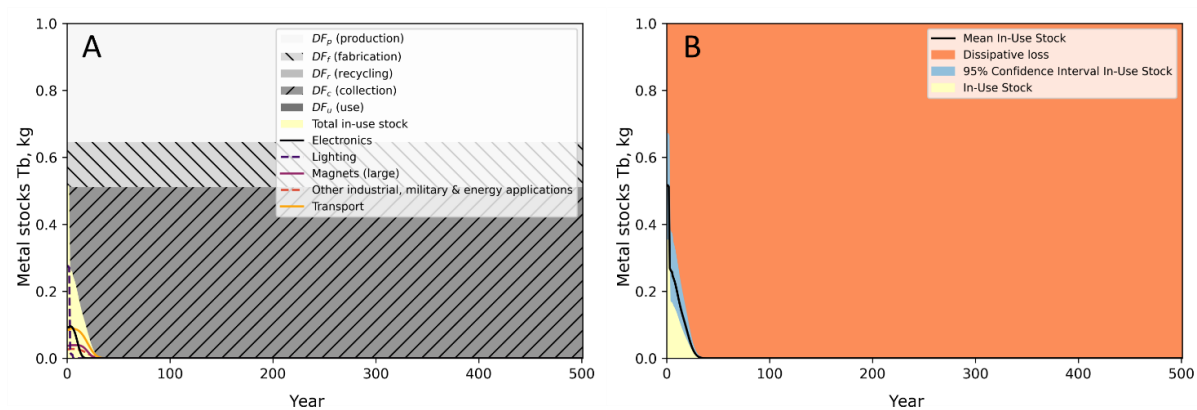 A
Metal stocks Tb, kg
1.0
0.8
0.6
0.4
0.2
0.0
DFp (production)
DFf (fabrication)
DFr (recycling)
DFc (collection)
DFu (use)
Total in-use stock
Electronics
Lighting
Magnets (large)
Other industrial, military & energy applications
Transport
0 100 200 300 400 500
Year
B
Metal stocks Tb, kg
1.0
0.8
0.6
0.4
0.2
0.0
Mean In-Use Stock
Dissipative loss
95% Confidence Interval In-Use Stock
In-Use Stock
0 100 200 300 400 500
Year